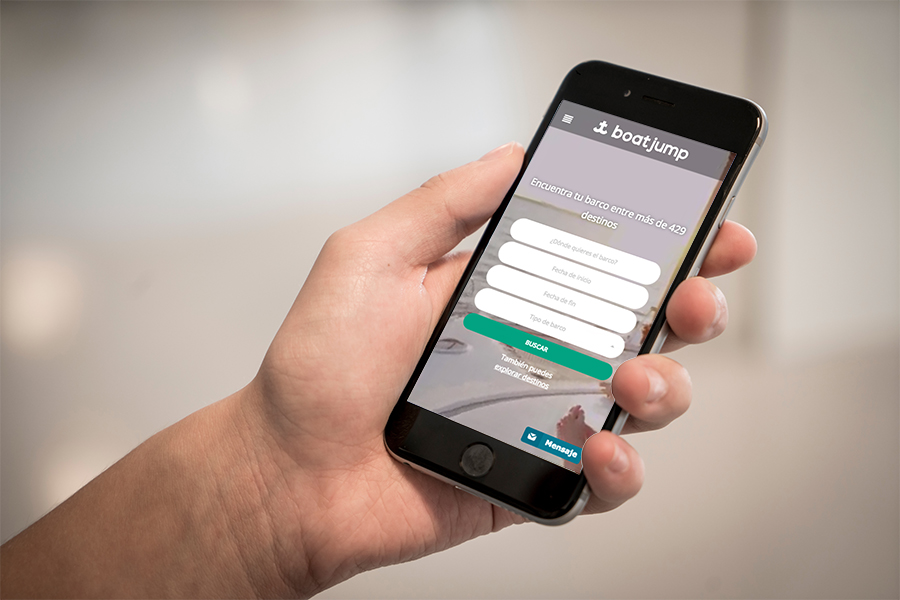 boatjump
Encuentra tu barco entre más de 429
destinos
¿Dónde quieres el barco?
Fecha de inicio
Fecha de fin
Tipo de barco
BUSCAR
También puedes
explorar destinos
Mensaje